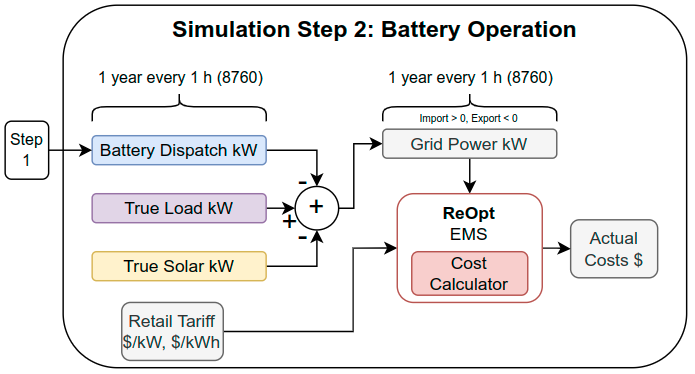 Simulation Step 2: Battery Operation
1 year every 1 h (8760)
1 year every 1 h (8760)
Import > 0, Export < 0
Step
1
Battery Dispatch kW
Grid Power kW
-
True Load kW
+
+
-
True Solar kW
ReOpt
EMS
Cost
Calculator
Actual
Costs $
Retail Tariff
$/kW, $/kWh